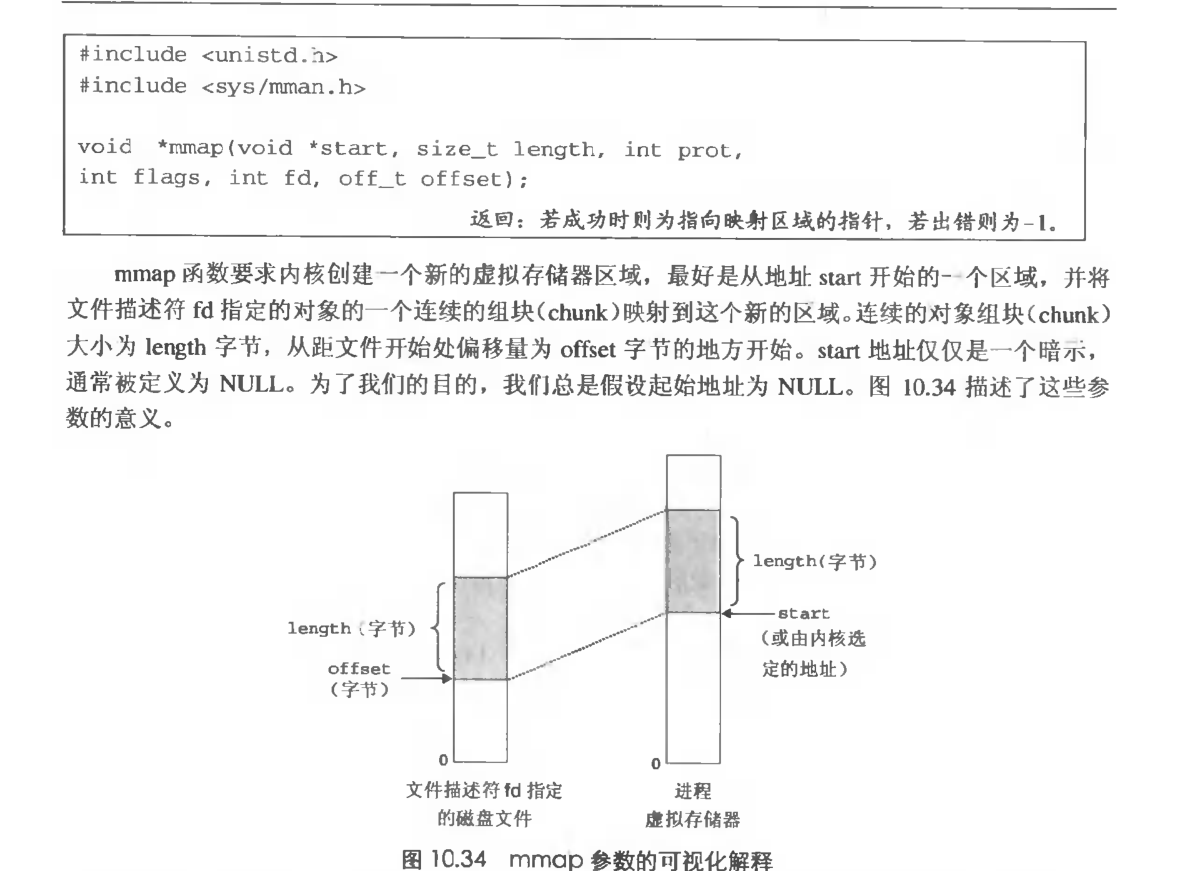 #include <unistd.h>
#include <sys/mman.h>
void  *mmap(void *start, size_t length, int prot,
int flags, int fd, off_t offset);
返回：若成功时则为指向映射区域的指针，若出错则为-1。
mmap 函数要求内核创建一个新的虚拟存储器区域，最好是从地址 start 开始的一个区域，并将
文件描述符 fd 指定的对象的一个连续的组块（chunk）映射到这个新的区域。连续的对象组块（chunk）
大小为 length 字节，从距文件开始处偏移量为 offset 字节的地方开始。start 地址仅仅是一个暗示，
通常被定义为 NULL。为了我们的目的，我们总是假设起始地址为 NULL。图 10.34 描述了这些参
数的意义。
length(字节)
start
（或由内核选
定的地址）
length（字节）
offset
（字节）
0
0
文件描述符 fd 指定
的磁盘文件
进程
虚拟存储器
图 10.34 mmap 参数的可视化解释